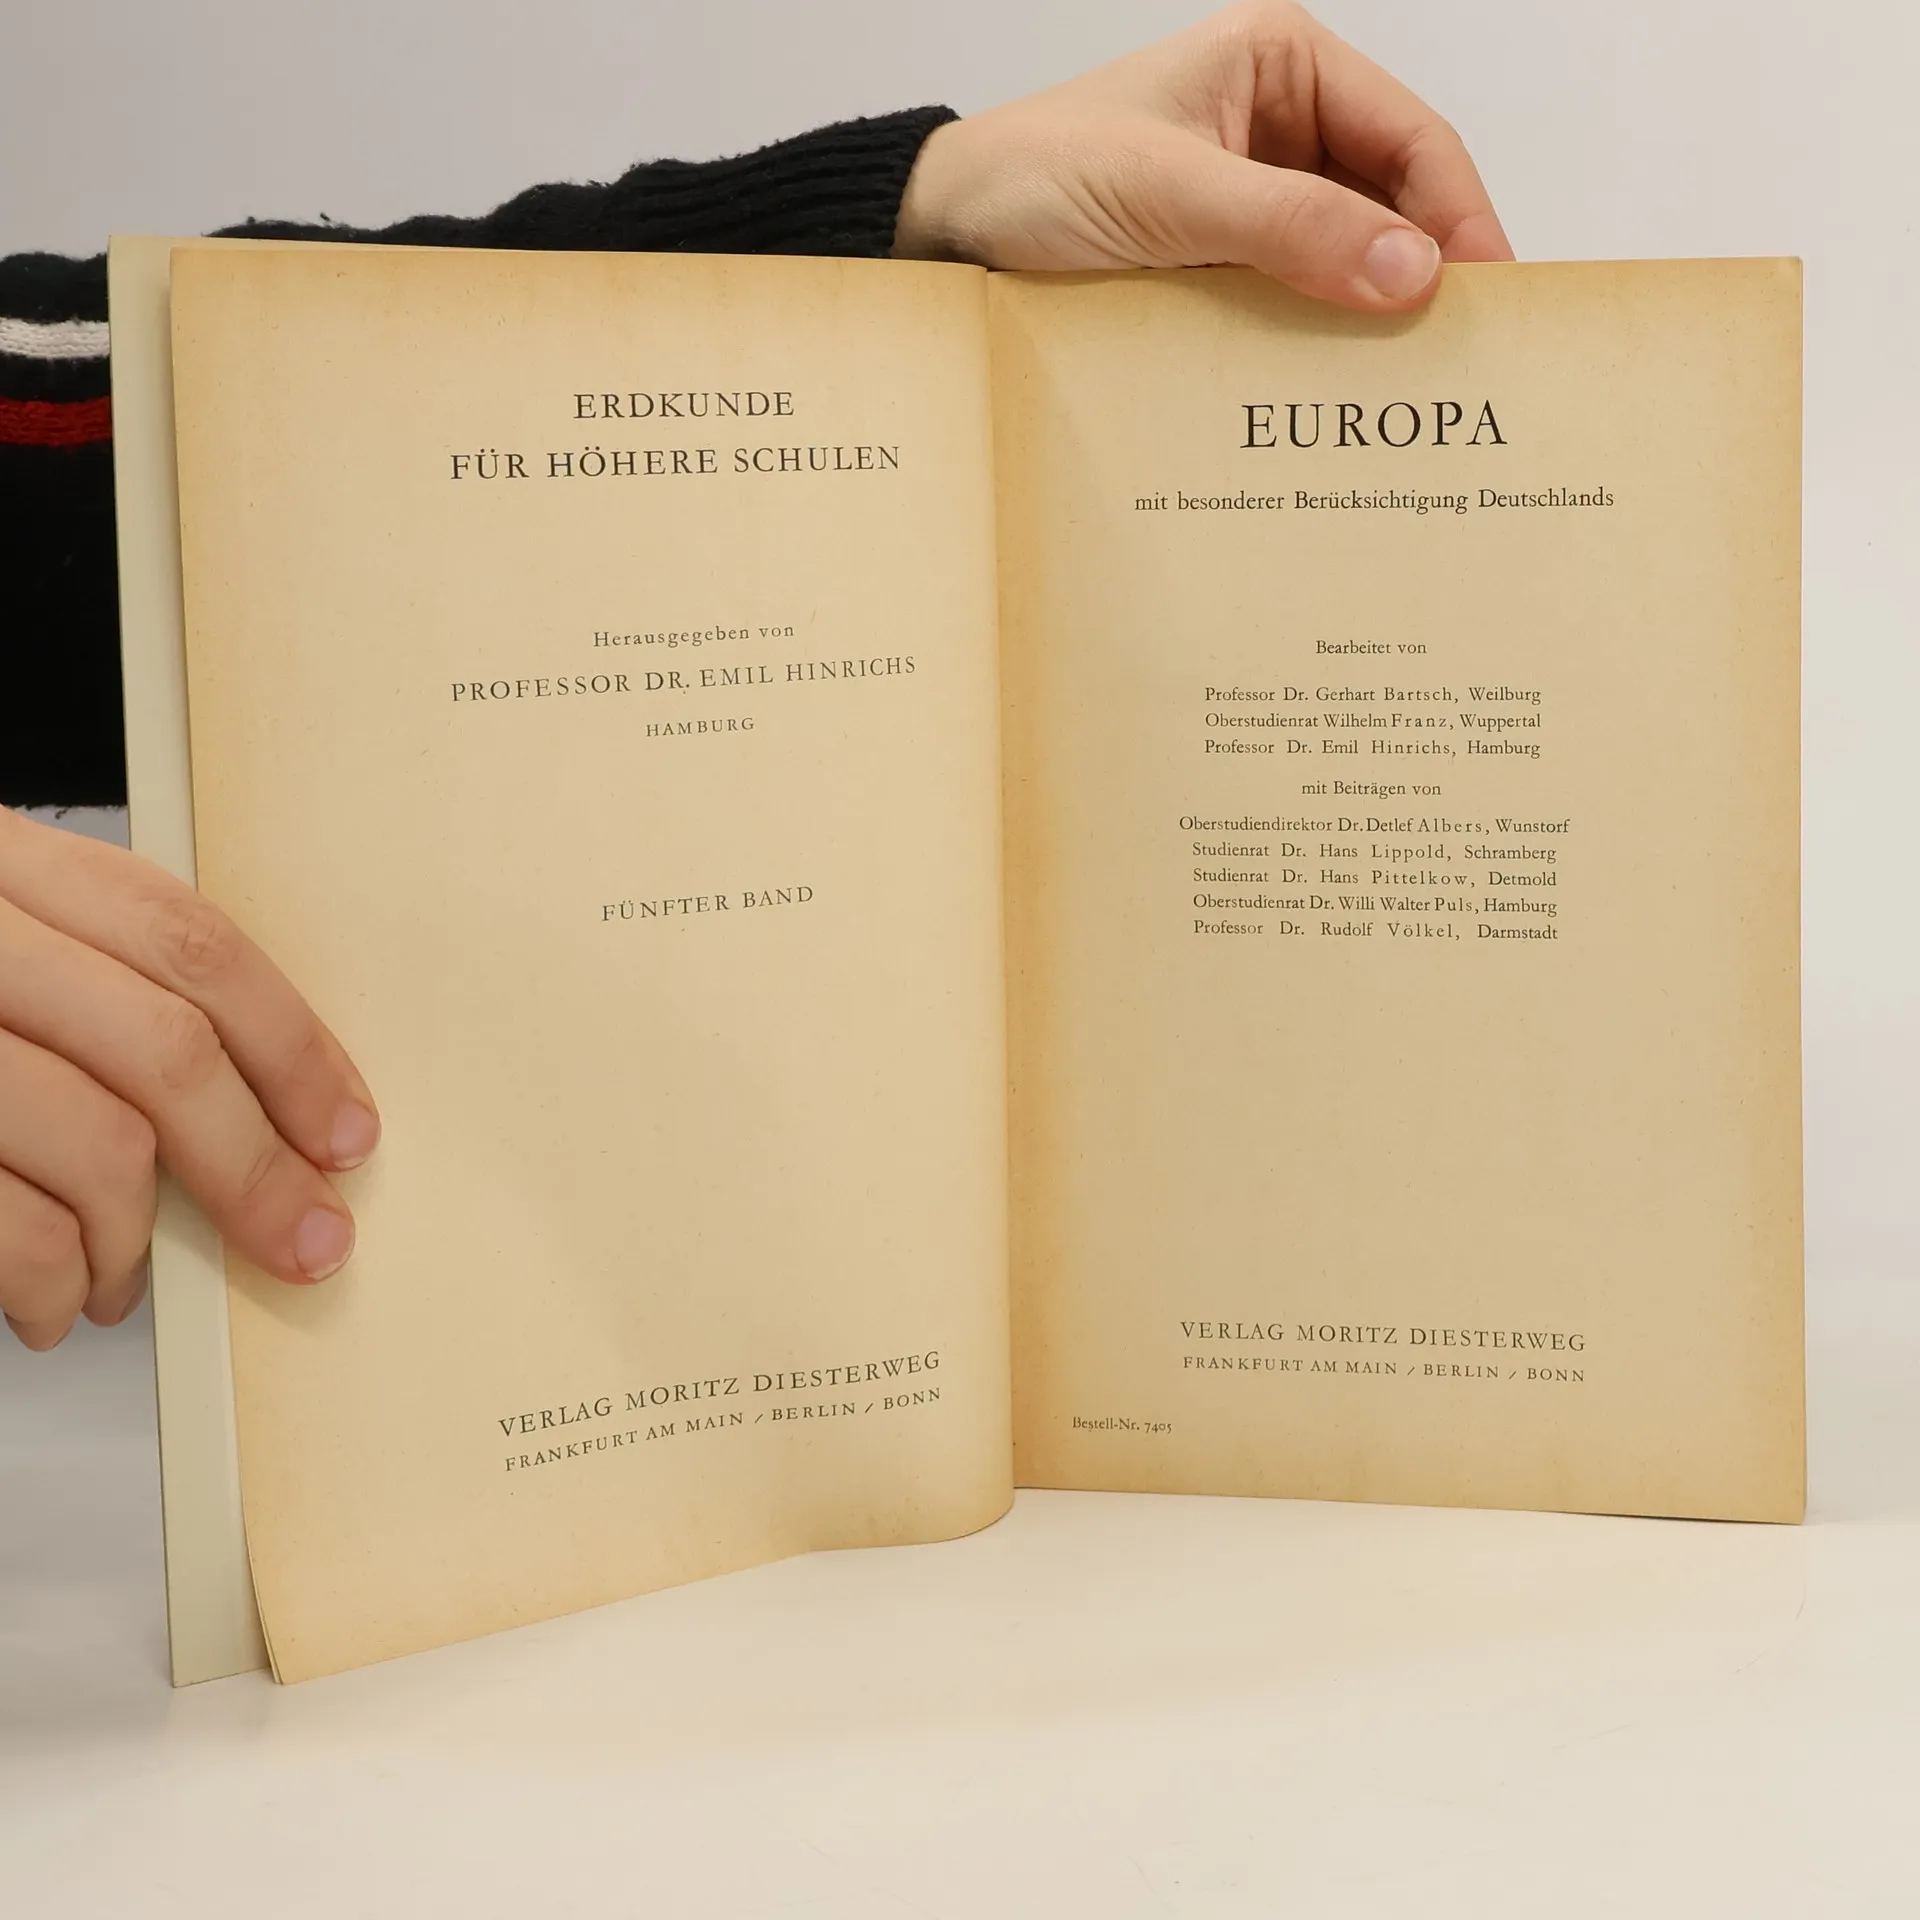 ERDKUNDE
FÜR HÖHERE SCHULEN
Herausgegeben von
PROFESSOR DR. EMIL HINRICHS
HAMBURG
FÜNFTER BAND
VERLAG MORITZ DIESTERWEG
FRANKFURT AM MAIN / BERLIN / BONN
EUROPA
mit besonderer Berücksichtigung Deutschlands
Bearbeitet von
Professor Dr. Gerhart Bartsch, Weilburg
Oberstudienrat Wilhelm Franz, Wuppertal
Professor Dr. Emil Hinrichs, Hamburg
mit Beiträgen von
Oberstudiendirektor Dr. Detlef Albers, Wunstorf
Studienrat Dr. Hans Lippold, Schramberg
Studienrat Dr. Hans Pittelkow, Detmold
Oberstudienrat Dr. Willi Walter Puls, Hamburg
Professor Dr. Rudolf Völkel, Darmstadt
VERLAG MORITZ DIESTERWEG
FRANKFURT AM MAIN / BERLIN / BONN
Bestell-Nr. 7405